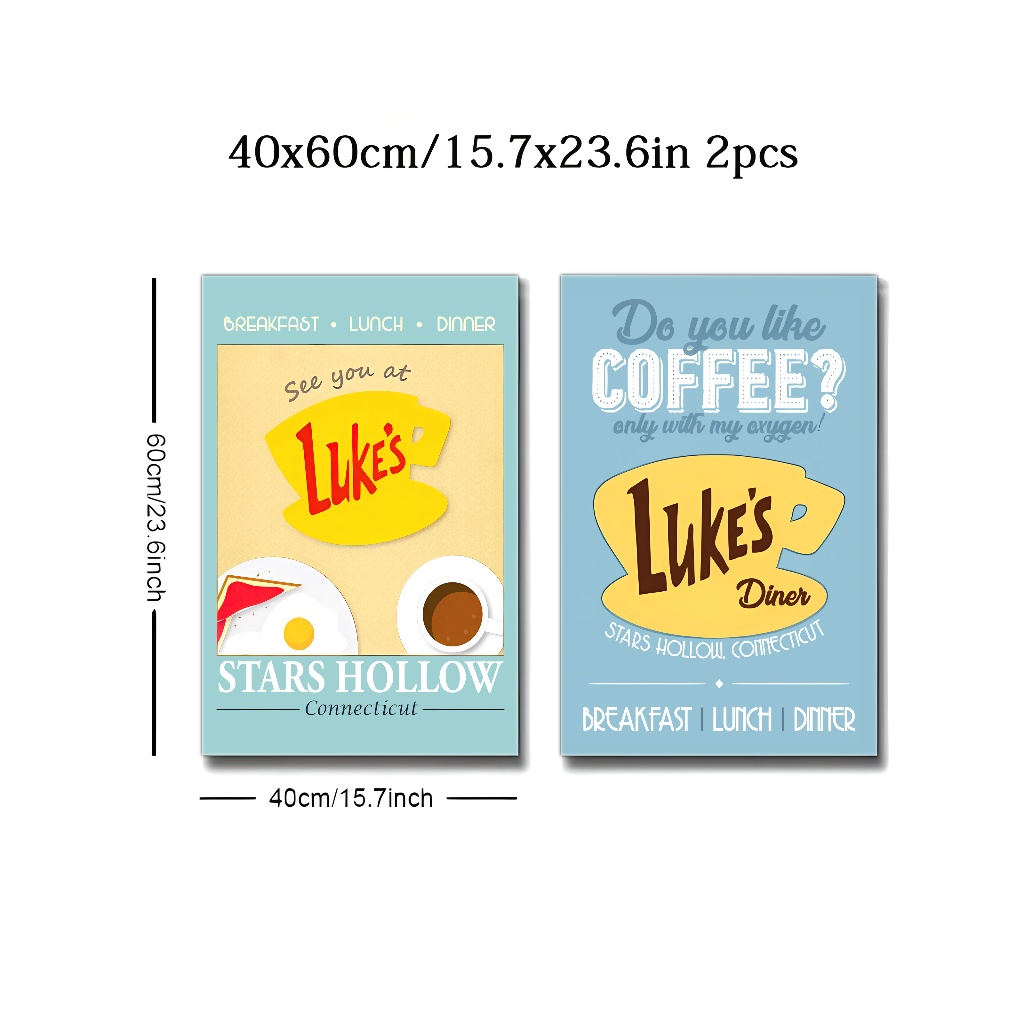 40x60cm/15.7x23.6in 2pcs
60cm/23.6inch
BREAKFAST • LUNCH • DINNER
See you at
LUKE'S
STARS HOLLOW
Connecticut
40cm/15.7inch
Do you like
COFFEE?
only with my oxygen!
LUKE'S
Diner
STARS HOLLOW, CONNECTICUT
BREAKFAST | LUNCH | DINNER